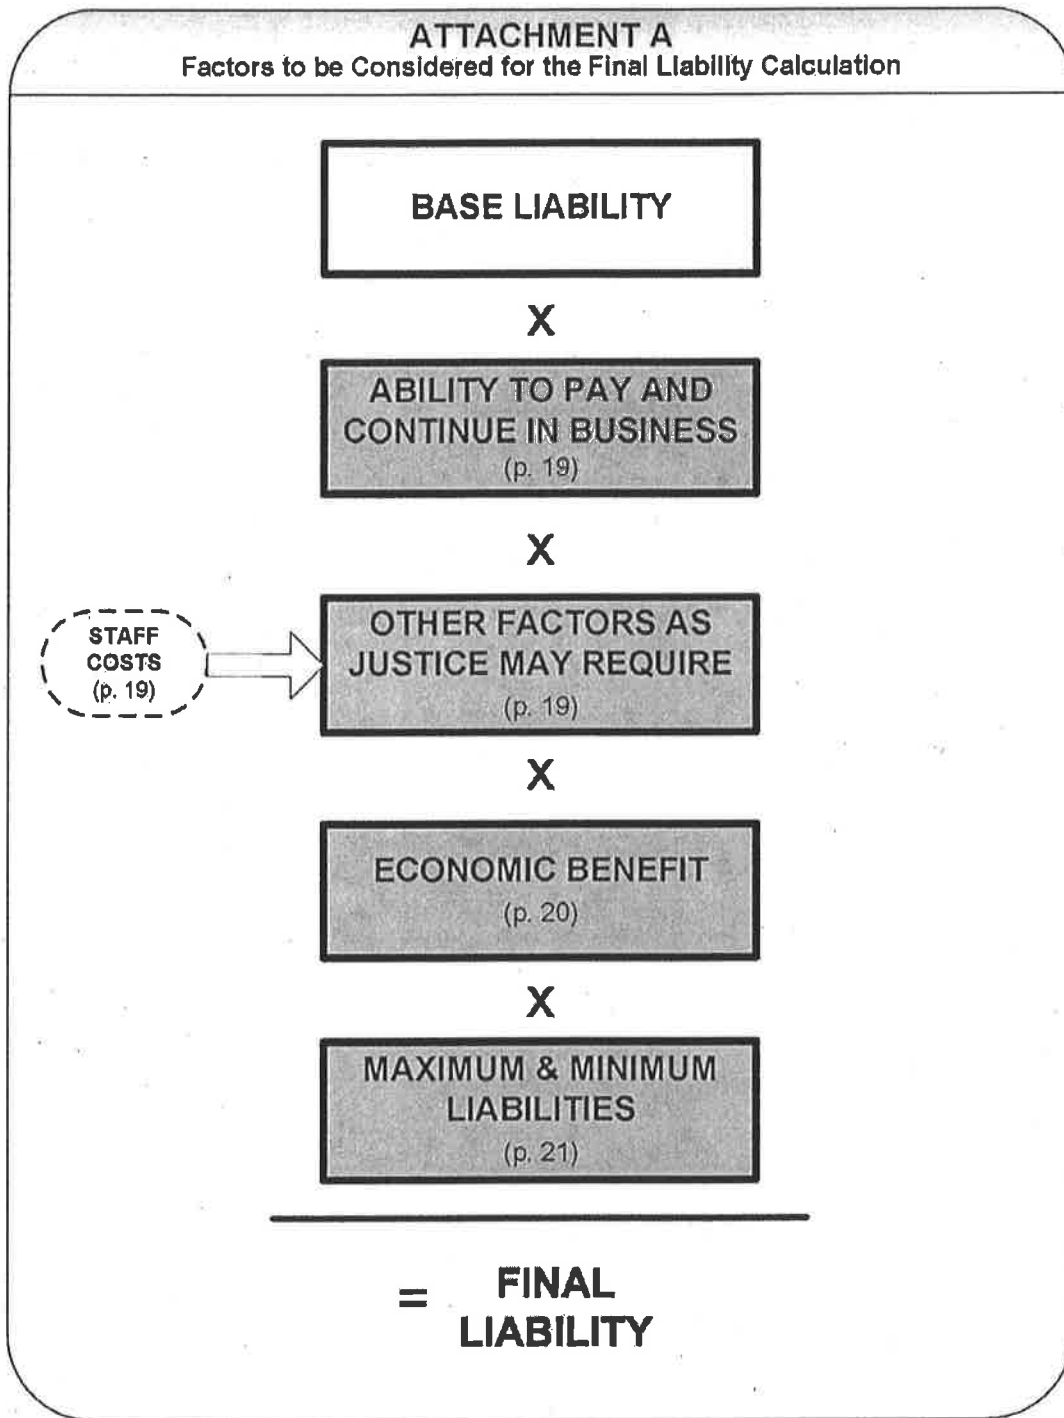 ATTACHMENT A
Factors to be Considered for the Final Liability Calculation
BASE LIABILITY
X
ABILITY TO PAY AND
CONTINUE IN BUSINESS
(p. 19)
X
STAFF
COSTS
(p. 19)
OTHER FACTORS AS
JUSTICE MAY REQUIRE
(p. 19)
X
ECONOMIC BENEFIT
(p. 20)
X
MAXIMUM & MINIMUM
LIABILITIES
(p. 21)
= FINAL
LIABILITY